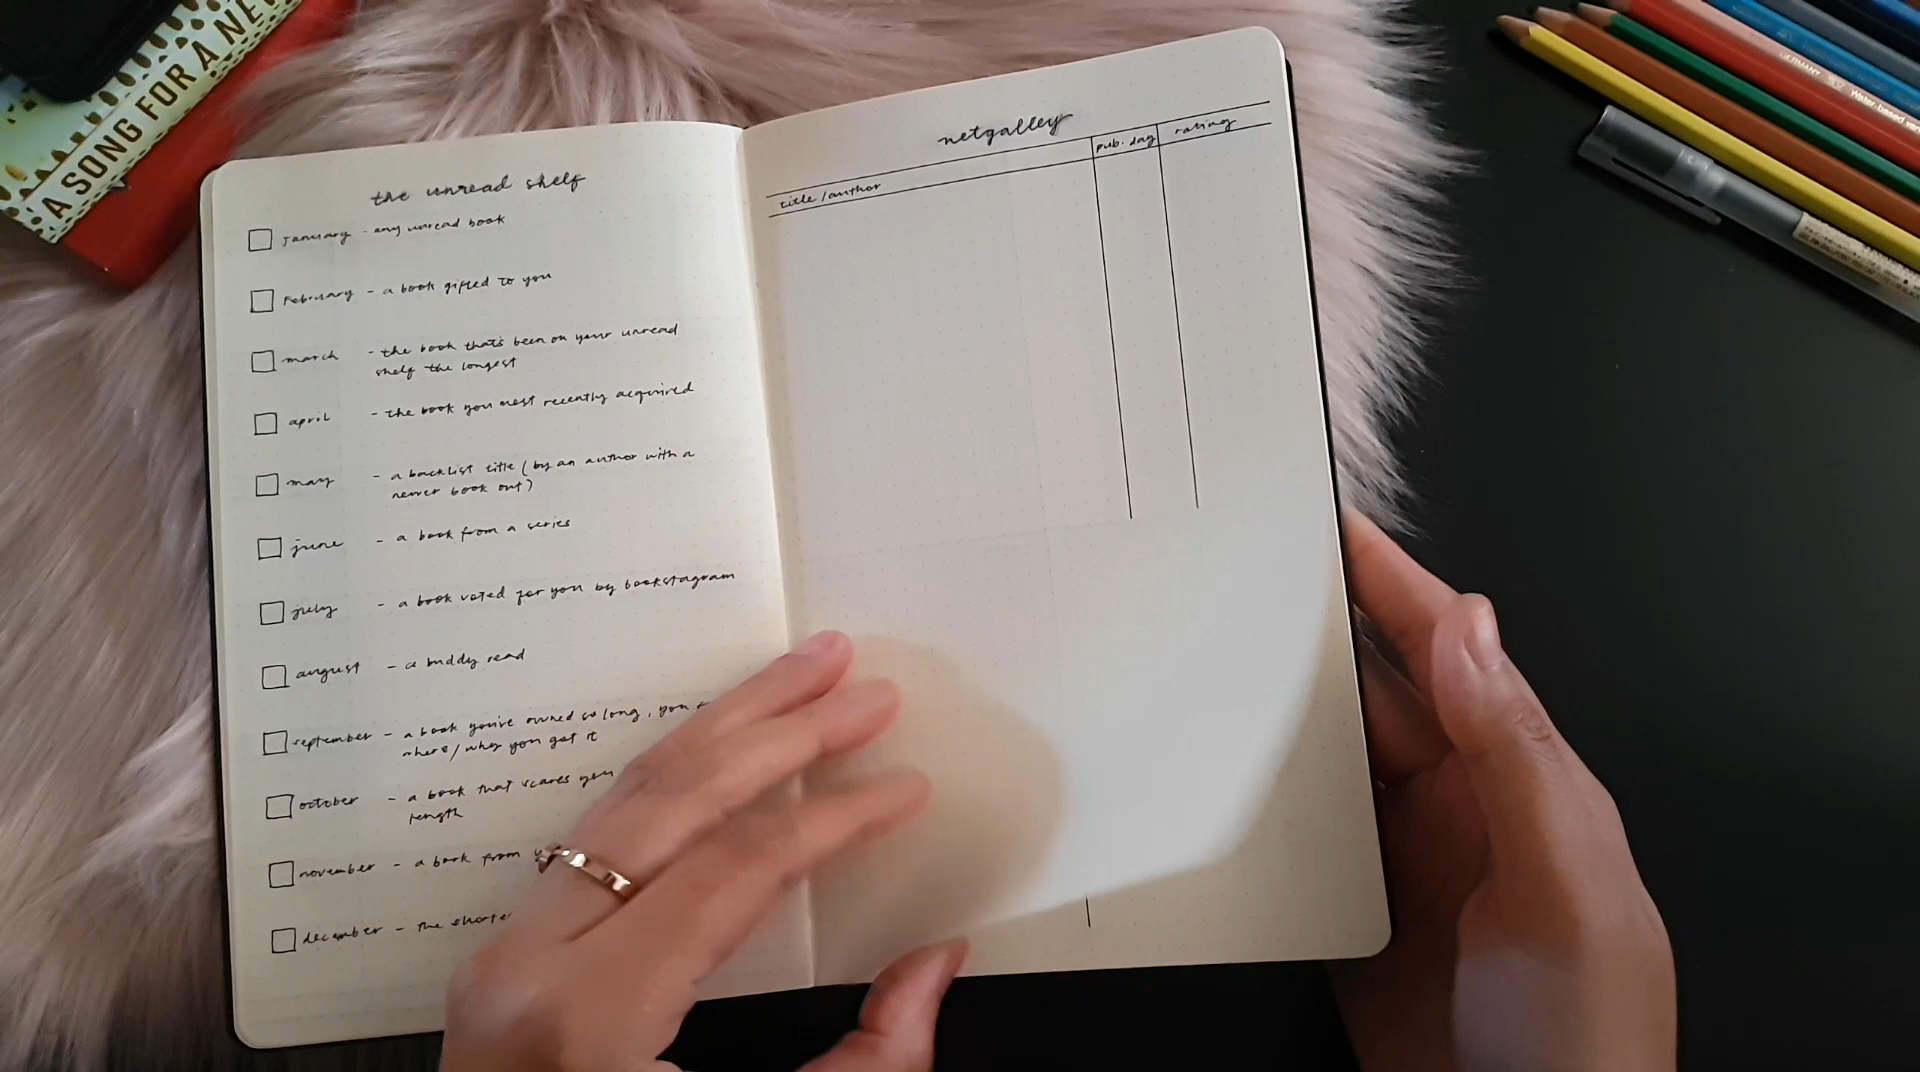 A SONG FOR A NE
the unread shelf
january - any unread book
february - a book gifted to you
march - the book that's been on your unread
shelf the longest
april - the book you most recently acquired
may - a backlist title (by an author with a
newer book out)
june - a book from a series
july - a book voted for you by bookstagram
august - a buddy read
september - a book you've owned so long, you
where/why you got it
october - a book that scares you
length
november - a book from
december - the
netgalley
title/author
pub. day
rating
GERMANY
Water-based